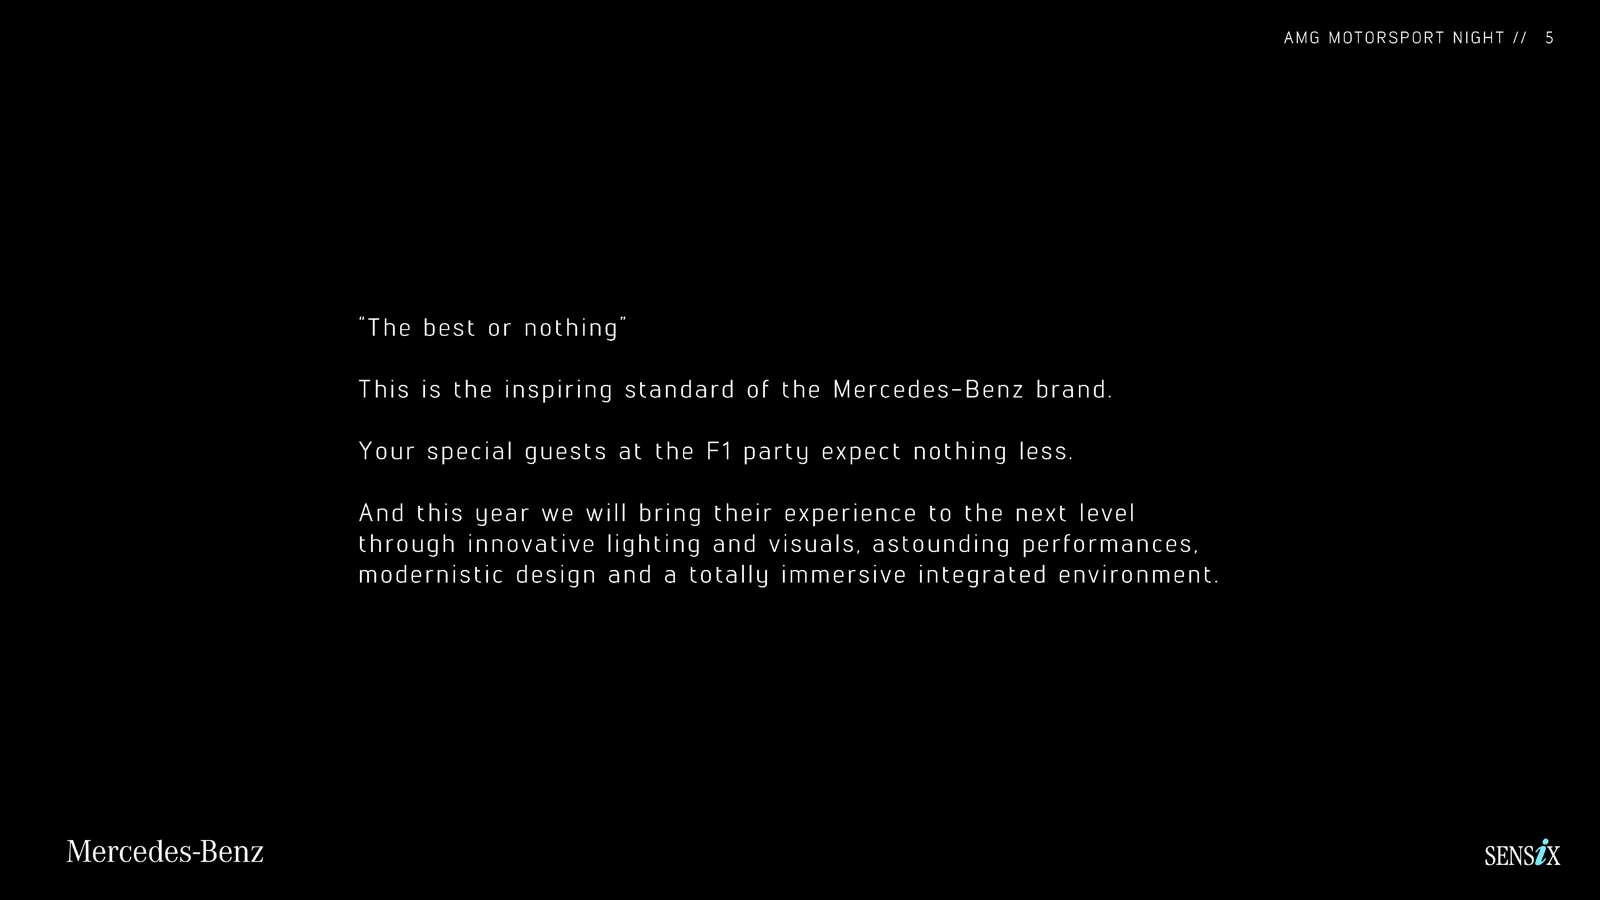 AMG MOTORSPORT NIGHT // 5
“The best or nothing”
This is the inspiring standard of the Mercedes-Benz brand.
Your special guests at the F1 party expect nothing less.
And this year we will bring their experience to the next level
through innovative lighting and visuals, astounding performances,
modernistic design and a totally immersive integrated environment.
Mercedes-Benz
SENSiX